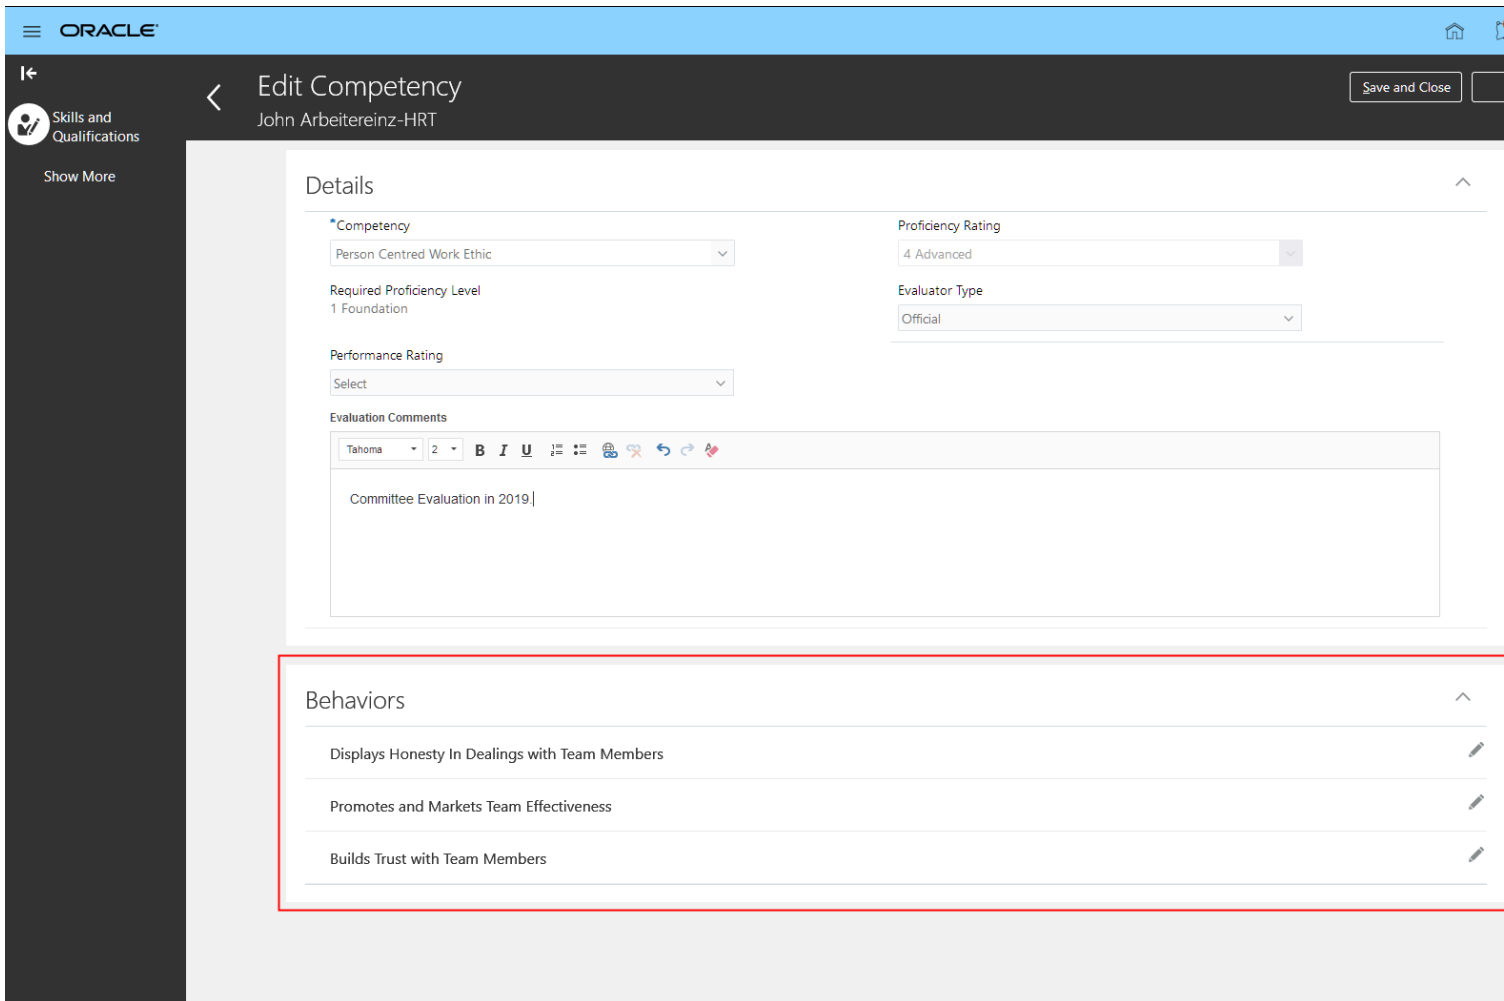 ORACLE
Skills and
Qualifications
Show More
Edit Competency
John Arbeitereinz-HRT
Save and Close
Details
*Competency
Person Centred Work Ethic
Proficiency Rating
4 Advanced
Required Proficiency Level
1 Foundation
Evaluator Type
Official
Performance Rating
Select
Evaluation Comments
Tahoma 2 B I U
Committee Evaluation in 2019.
Behaviors
Displays Honesty In Dealings with Team Members
Promotes and Markets Team Effectiveness
Builds Trust with Team Members